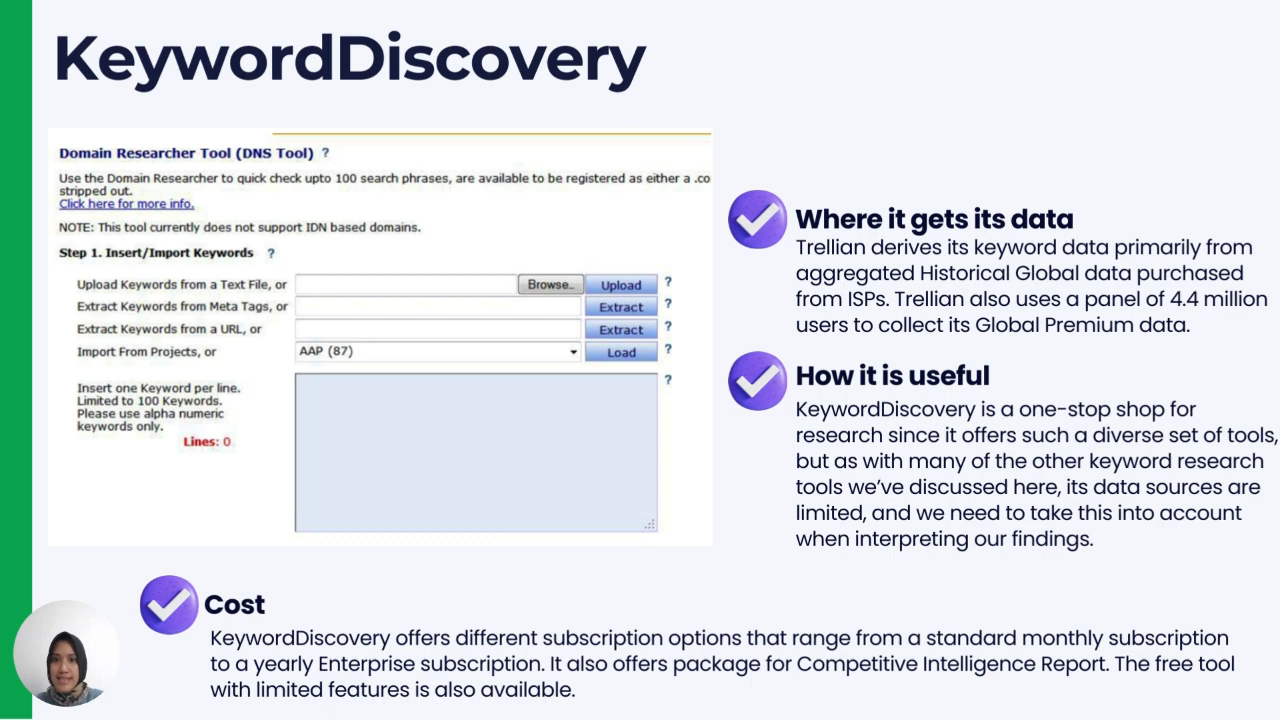 KeywordDiscovery
Domain Researcher Tool (DNS Tool) ?
Use the Domain Researcher to quick check upto 100 search phrases, are available to be registered as either a .co
stripped out.
Click here for more info.
NOTE: This tool currently does not support IDN based domains.
Step 1. Insert/Import Keywords ?
Upload Keywords from a Text File, or Browse.. Upload ?
Extract Keywords from Meta Tags, or Extract ?
Extract Keywords from a URL, or Extract ?
Import From Projects, or AAP (87) Load ?
Insert one Keyword per line. ?
Limited to 100 Keywords.
Please use alpha numeric
keywords only.
Lines: 0
Where it gets its data
Trellian derives its keyword data primarily from
aggregated Historical Global data purchased
from ISPs. Trellian also uses a panel of 4.4 million
users to collect its Global Premium data.
How it is useful
KeywordDiscovery is a one-stop shop for
research since it offers such a diverse set of tools,
but as with many of the other keyword research
tools we’ve discussed here, its data sources are
limited, and we need to take this into account
when interpreting our findings.
Cost
KeywordDiscovery offers different subscription options that range from a standard monthly subscription
to a yearly Enterprise subscription. It also offers package for Competitive Intelligence Report. The free tool
with limited features is also available.